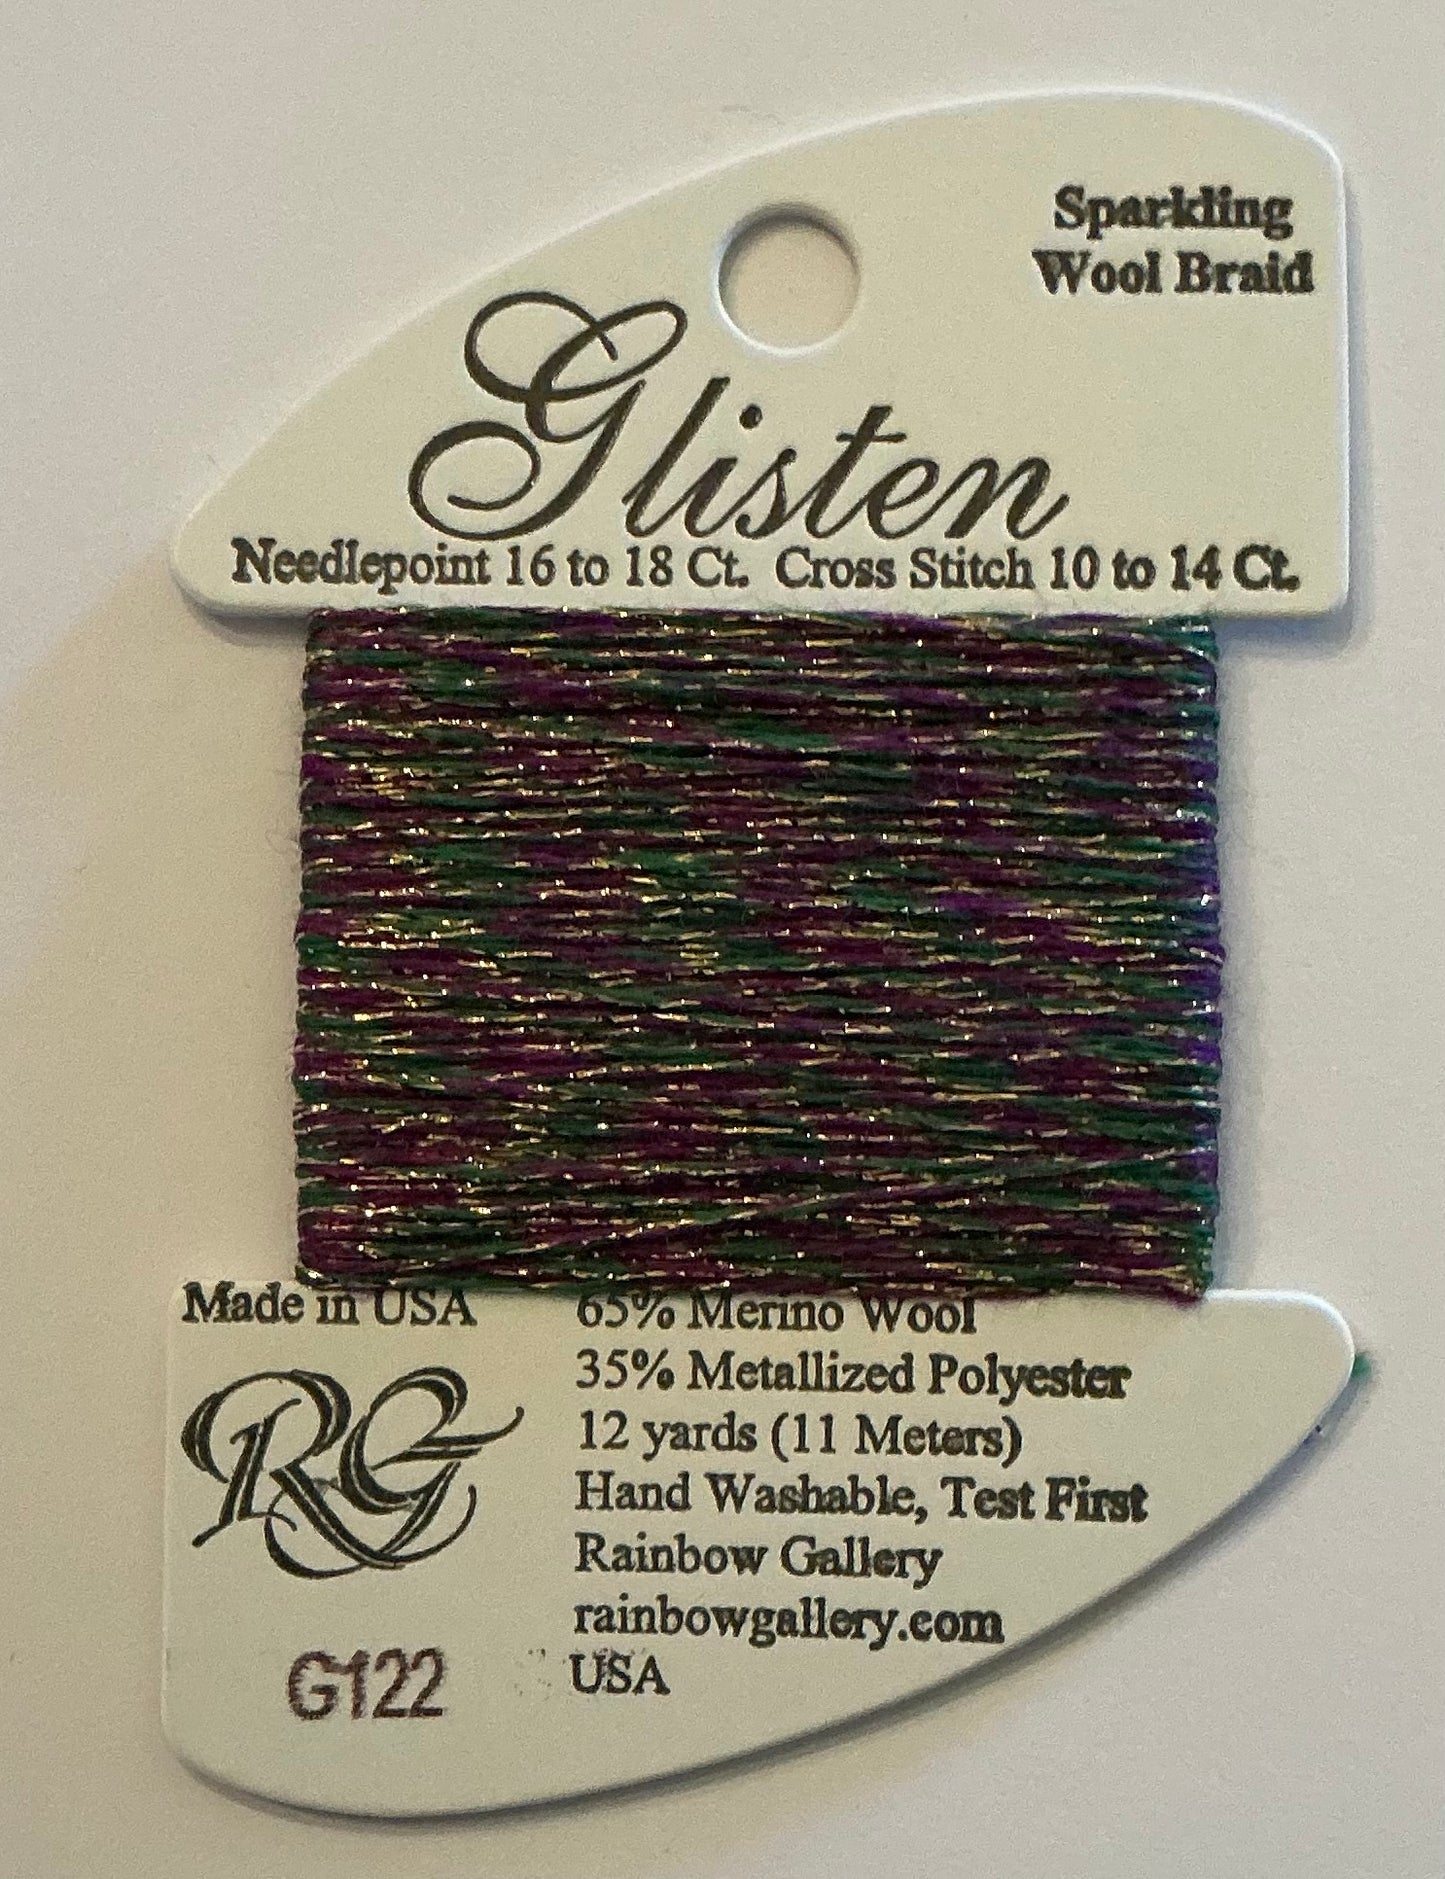 Sparkling
Wool Braid
Glisten
Needlepoint 16 to 18 Ct. Cross Stitch 10 to 14 Ct.
Made in USA
65% Merino Wool
35% Metallized Polyester
12 yards (11 Meters)
Hand Washable, Test First
Rainbow Gallery
rainbowgallery.com
USA
RG
G122